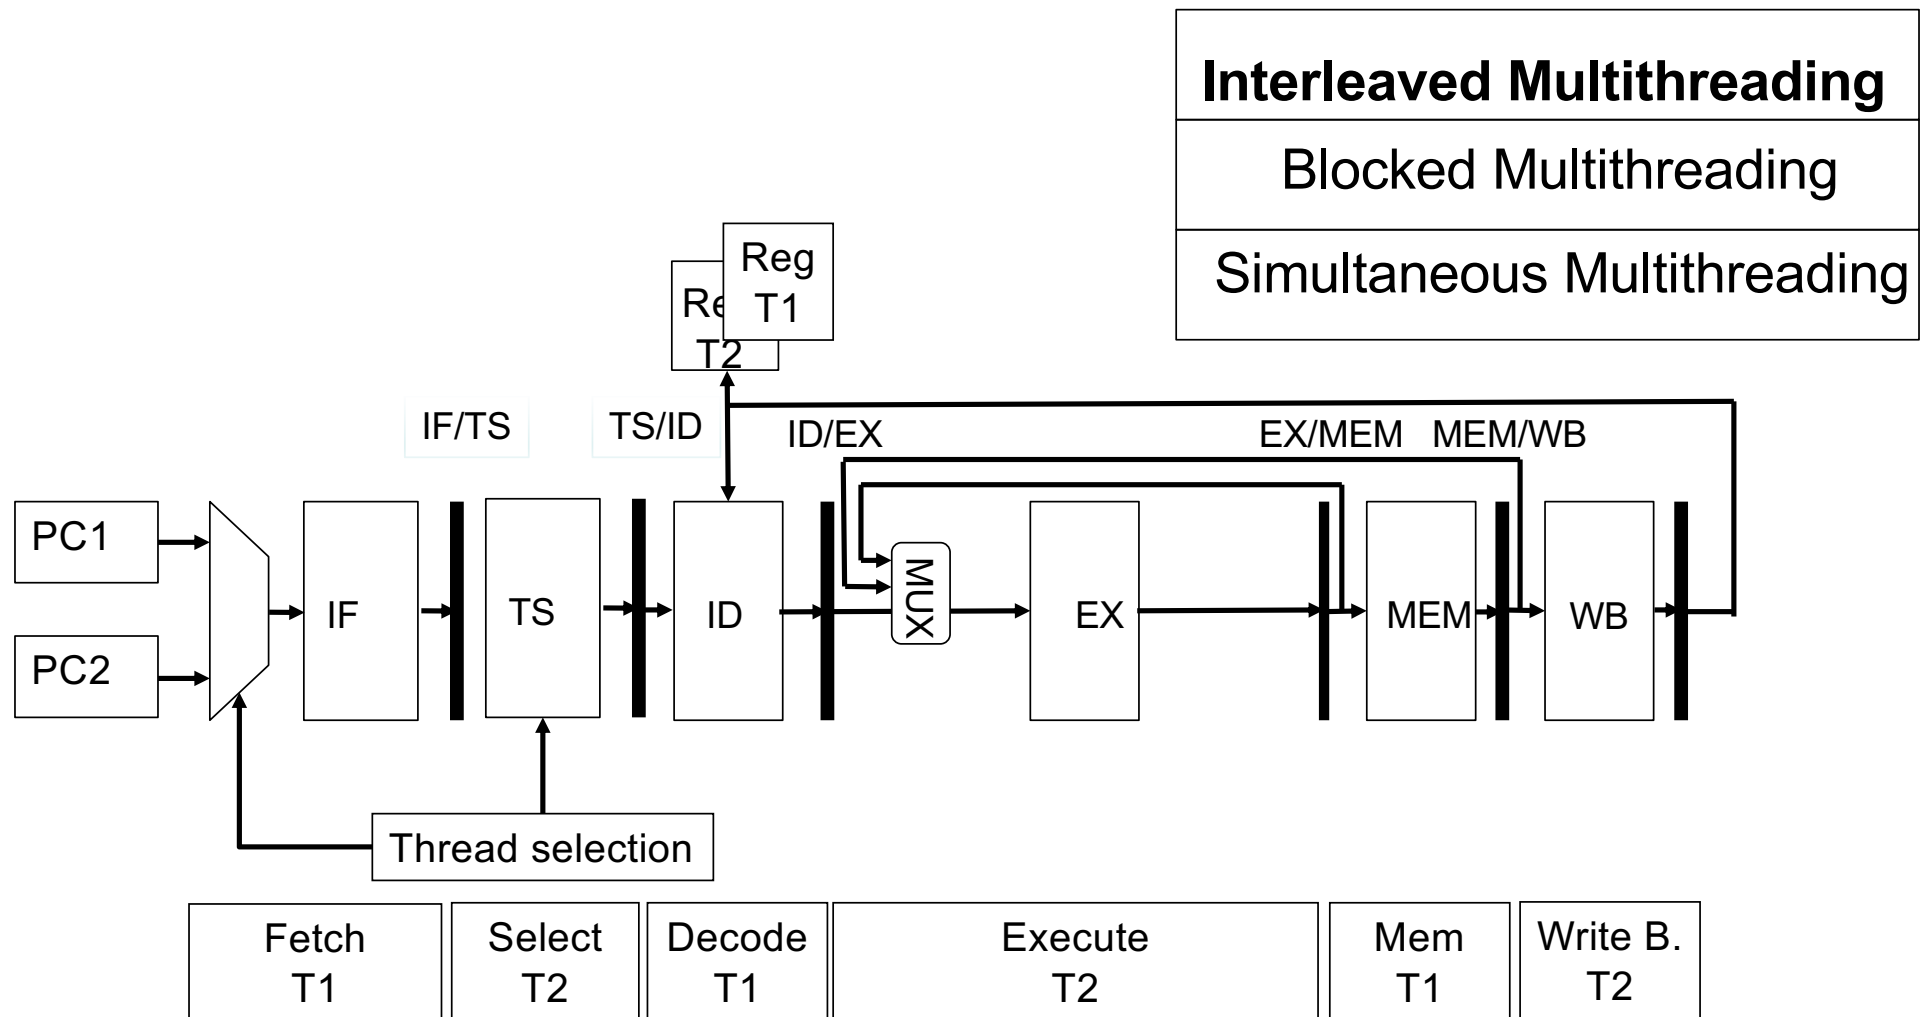 Interleaved Multithreading
Blocked Multithreading
Simultaneous Multithreading
Reg
T1
Re
T2
IF/TS
TS/ID
ID/EX
EX/MEM
MEM/WB
PC1
PC2
IF
TS
ID
MUX
EX
MEM
WB
Thread selection
Fetch
T1
Select
T2
Decode
T1
Execute
T2
Mem
T1
Write B.
T2